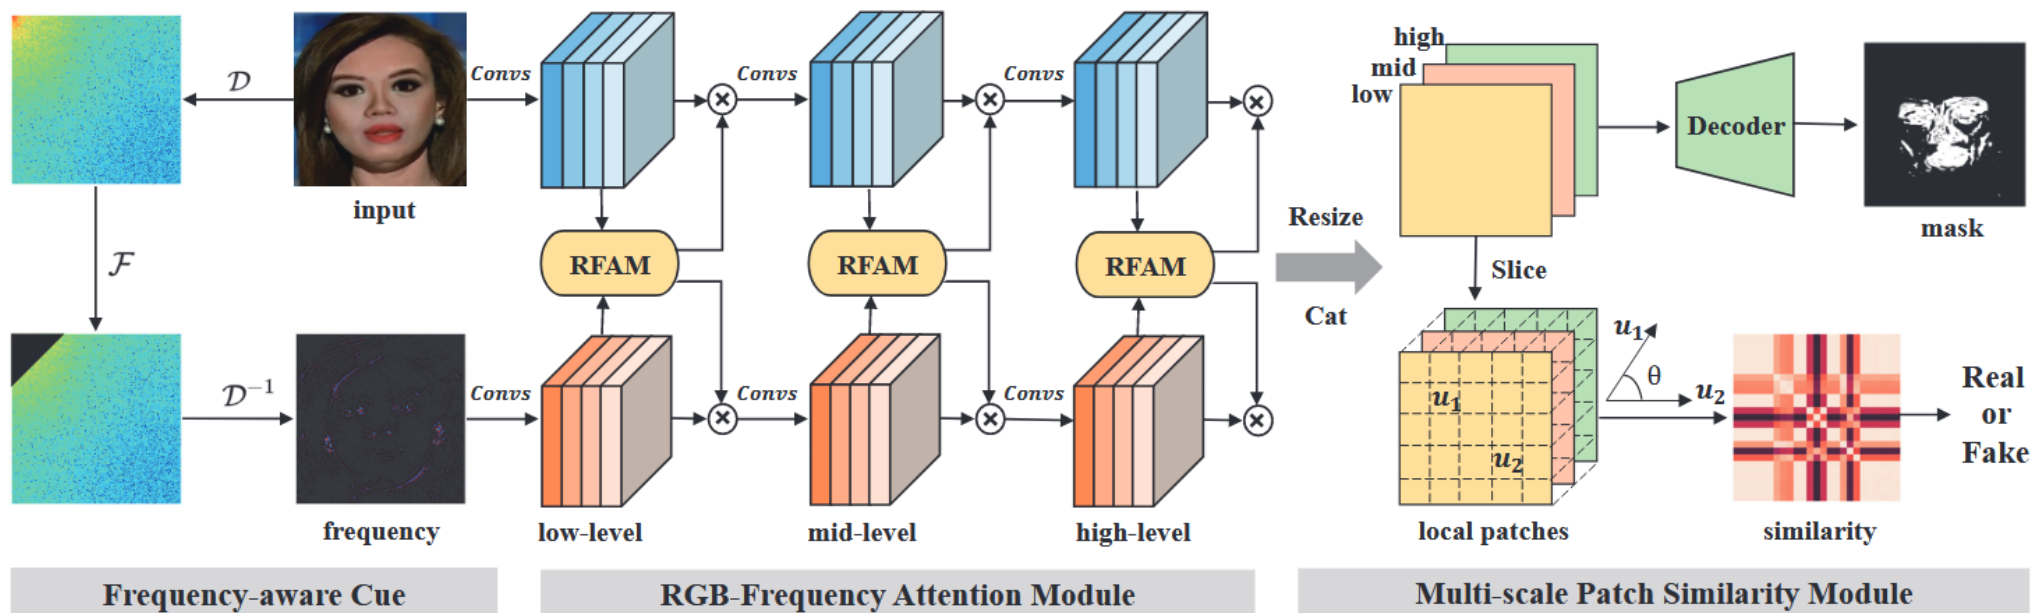 𝒟
input
ℱ
𝒟⁻¹
frequency
Convs
Convs
Convs
RFAM
RFAM
RFAM
Convs
Convs
Convs
low-level
mid-level
high-level
Resize
Cat
high
mid
low
Decoder
mask
Slice
u₁
u₂
u₁
θ
u₂
local patches
similarity
Real
or
Fake
Frequency-aware Cue
RGB-Frequency Attention Module
Multi-scale Patch Similarity Module